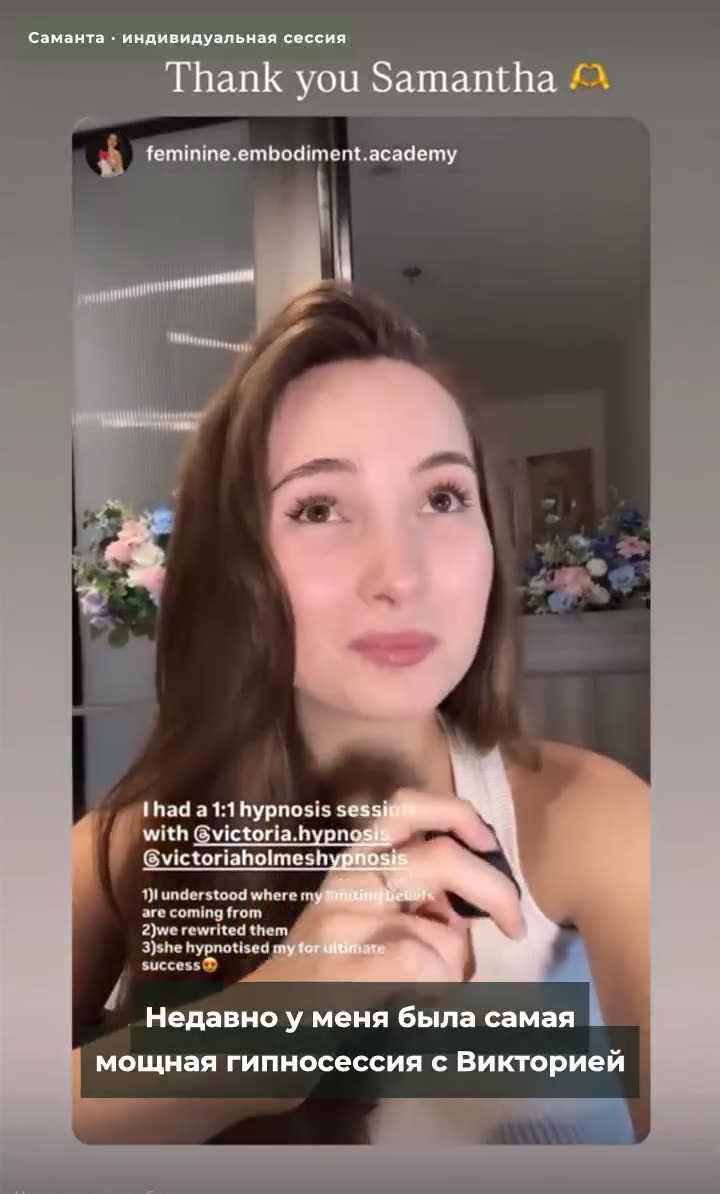 Саманта · индивидуальная сессия
Thank you Samantha 🫶
feminine.embodiment.academy
I had a 1:1 hypnosis session
with @victoria.hypnosis
@victoriaholmeshypnosis
1)I understood where my limiting beliefs
are coming from
2)we rewrited them
3)she hypnotised my for ultimate
success😍
Недавно у меня была самая
мощная гипносессия с Викторией